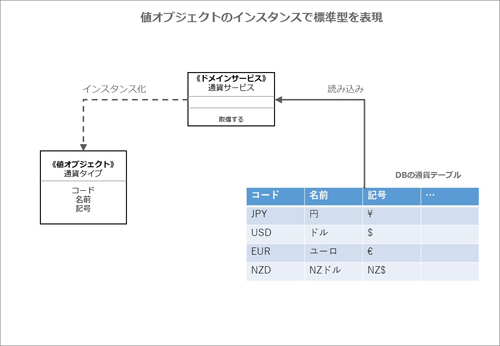 値オブジェクトのインスタンスで標準型を表現
《ドメインサービス》
通貨サービス
取得する
インスタンス化
読み込み
《値オブジェクト》
通貨タイプ
コード
名前
記号
DBの通貨テーブル
コード 名前 記号 …
JPY 円 ¥
USD ドル $
EUR ユーロ €
NZD NZドル NZ$